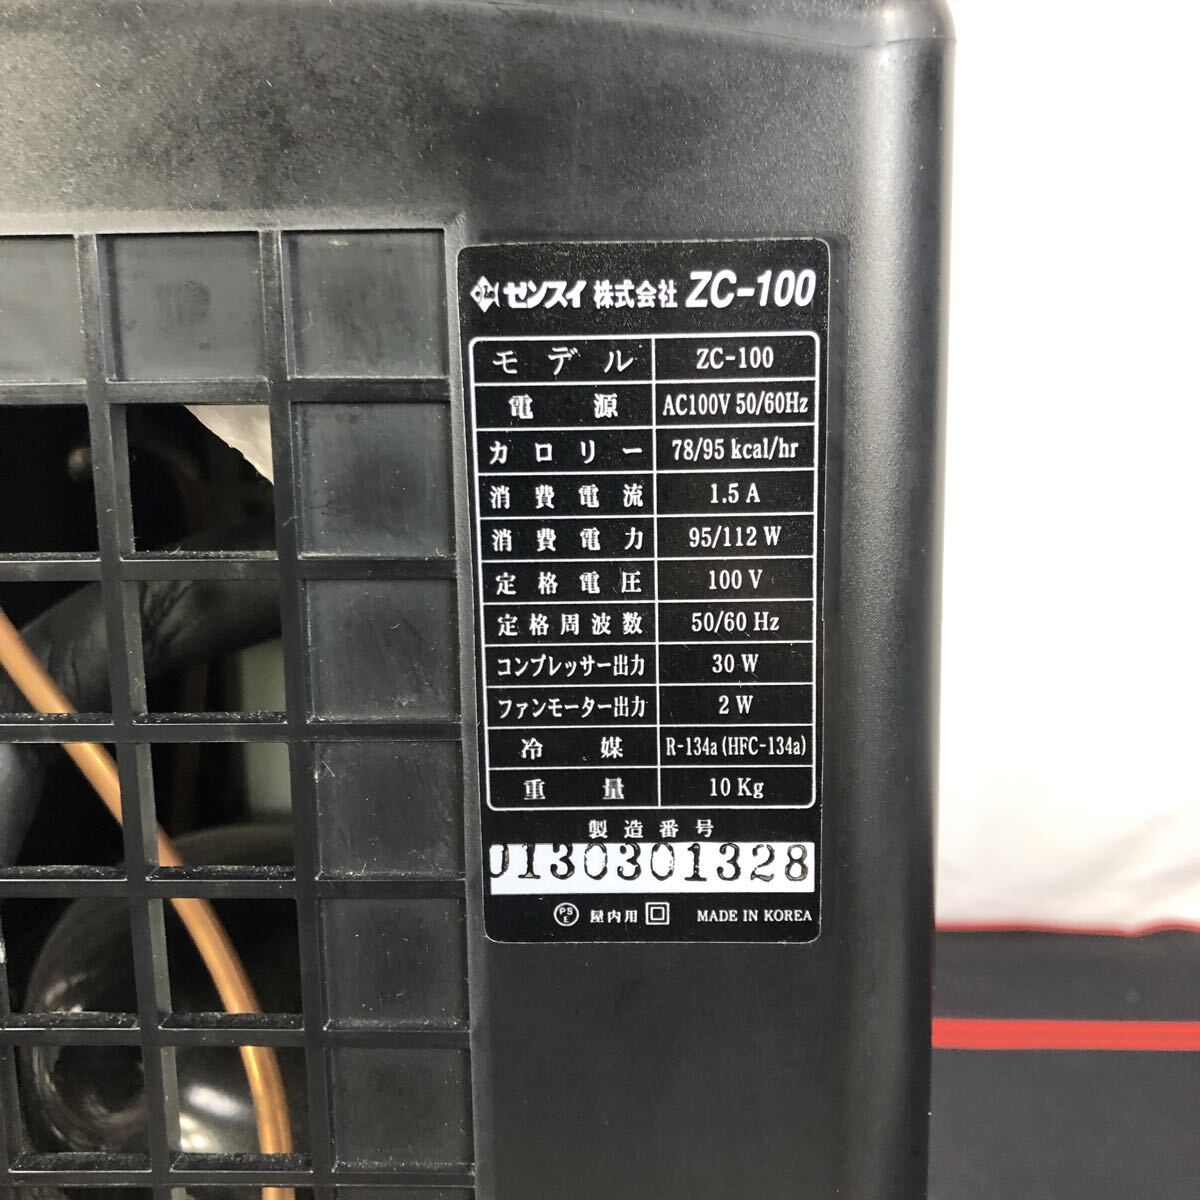 ゼンスイ 株式会社 ZC-100
モデル ZC-100
電源 AC100V 50/60Hz
カロリー 78/95 kcal/hr
消費電流 1.5 A
消費電力 95/112 W
定格電圧 100 V
定格周波数 50/60 Hz
コンプレッサー出力 30 W
ファンモーター出力 2 W
冷媒 R-134a (HFC-134a)
重量 10 Kg
製造番号
J130301328
PSE 屋内用 MADE IN KOREA